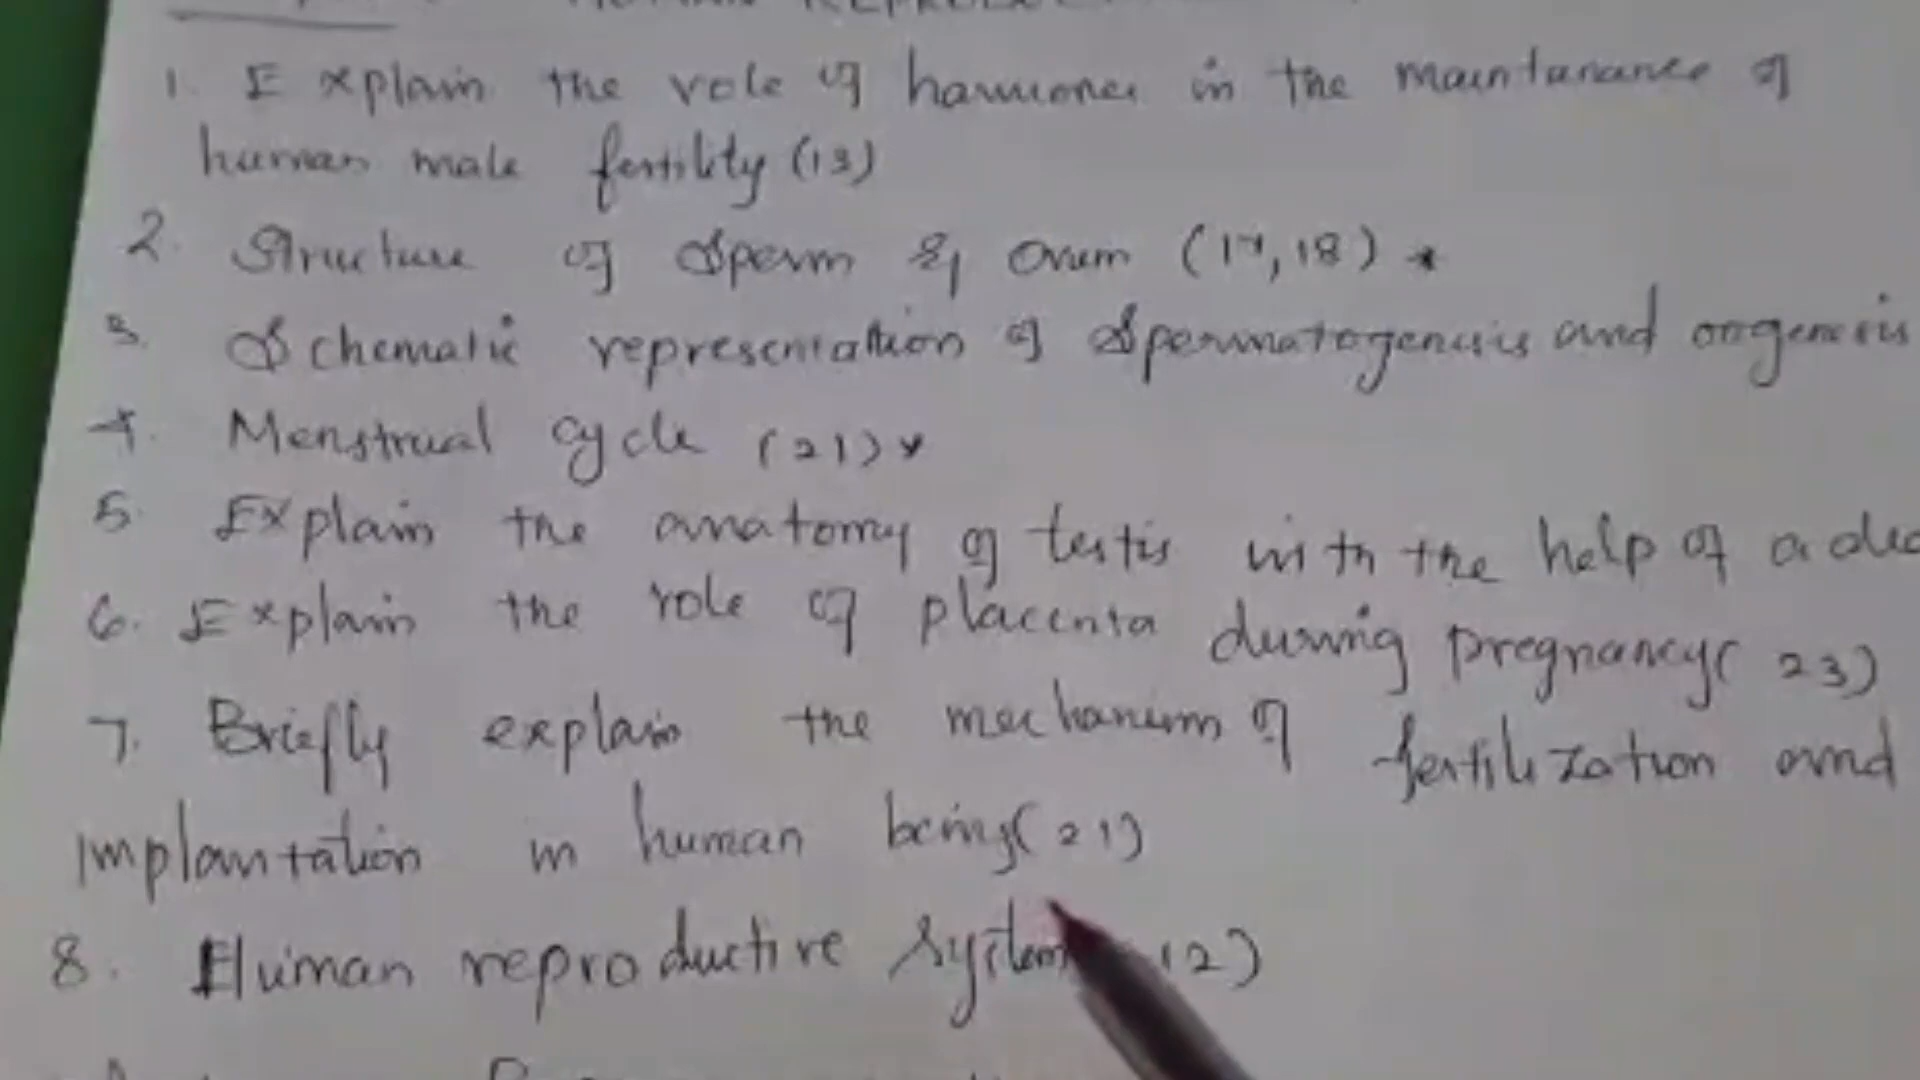 HUMAN REPRODUC
1. Explain the role of harmones in the maintanance of
human male fertility (13)
2. Structure of Sperm & Ovum (17, 18) *
3. Schematic representation of Spermatogenesis and oogenesis
4. Menstrual cycle (21) *
5. Explain the anatomy of testis with the help of a
6. Explain the role of placenta during pregnancy (23)
7. Briefly explain the mechanism of fertilization and
implantation in human being (21)
8. Human reproductive system 12)